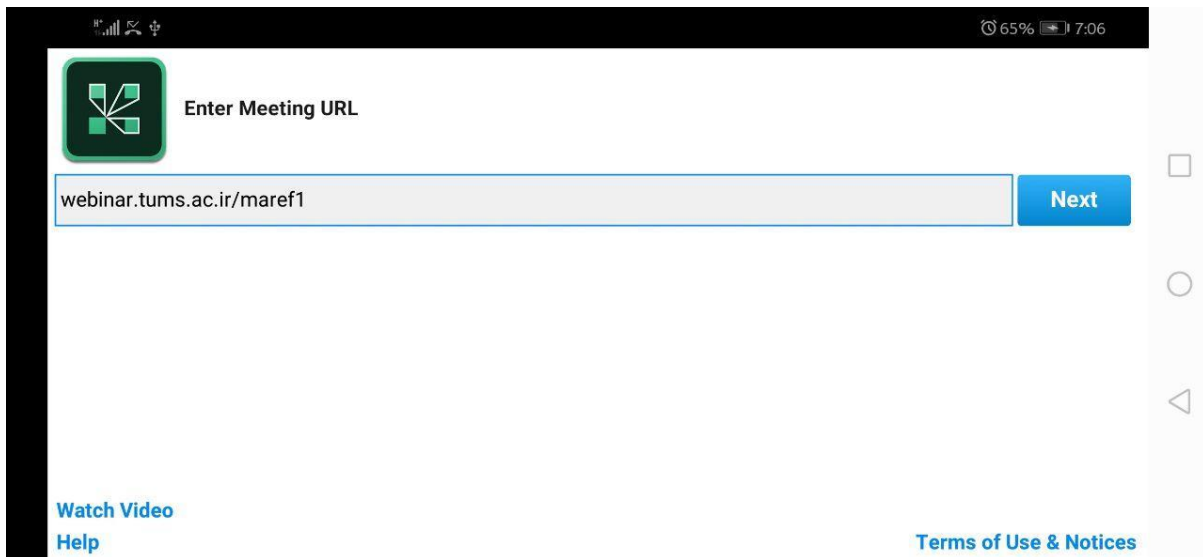 H+ 65% 7:06
Enter Meeting URL
webinar.tums.ac.ir/maref1 Next
Watch Video
Help Terms of Use & Notices